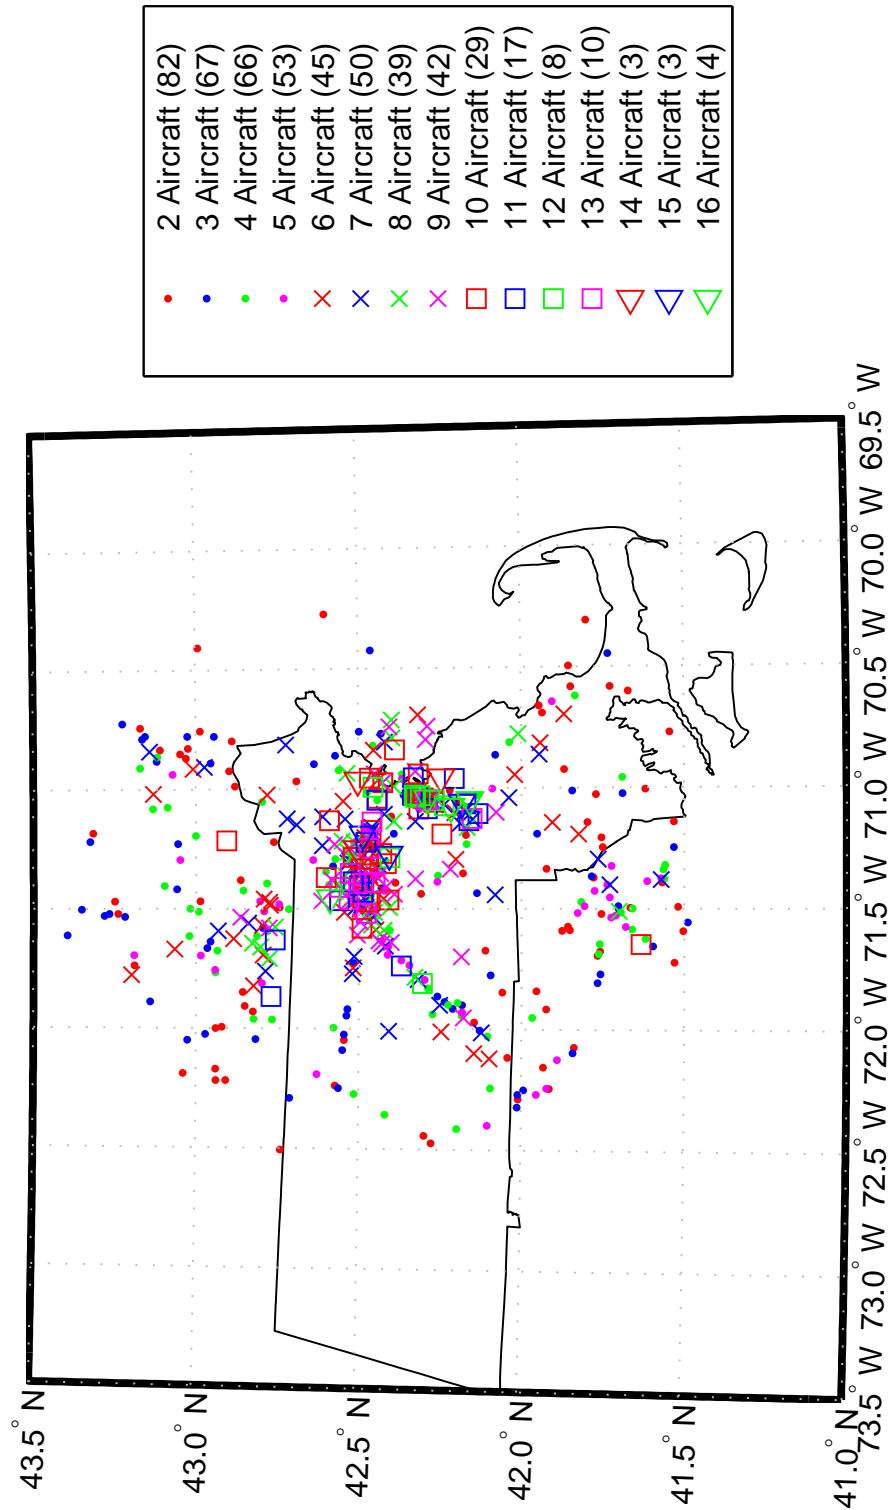 2 Aircraft (82)
3 Aircraft (67)
4 Aircraft (66)
5 Aircraft (53)
6 Aircraft (45)
7 Aircraft (50)
8 Aircraft (39)
9 Aircraft (42)
10 Aircraft (29)
11 Aircraft (17)
12 Aircraft (8)
13 Aircraft (10)
14 Aircraft (3)
15 Aircraft (3)
16 Aircraft (4)
43.5° N
43.0° N
42.5° N
42.0° N
41.5° N
41.0° N
73.5° W
73.0° W
72.5° W
72.0° W
71.5° W
71.0° W
70.5° W
70.0° W
69.5° W